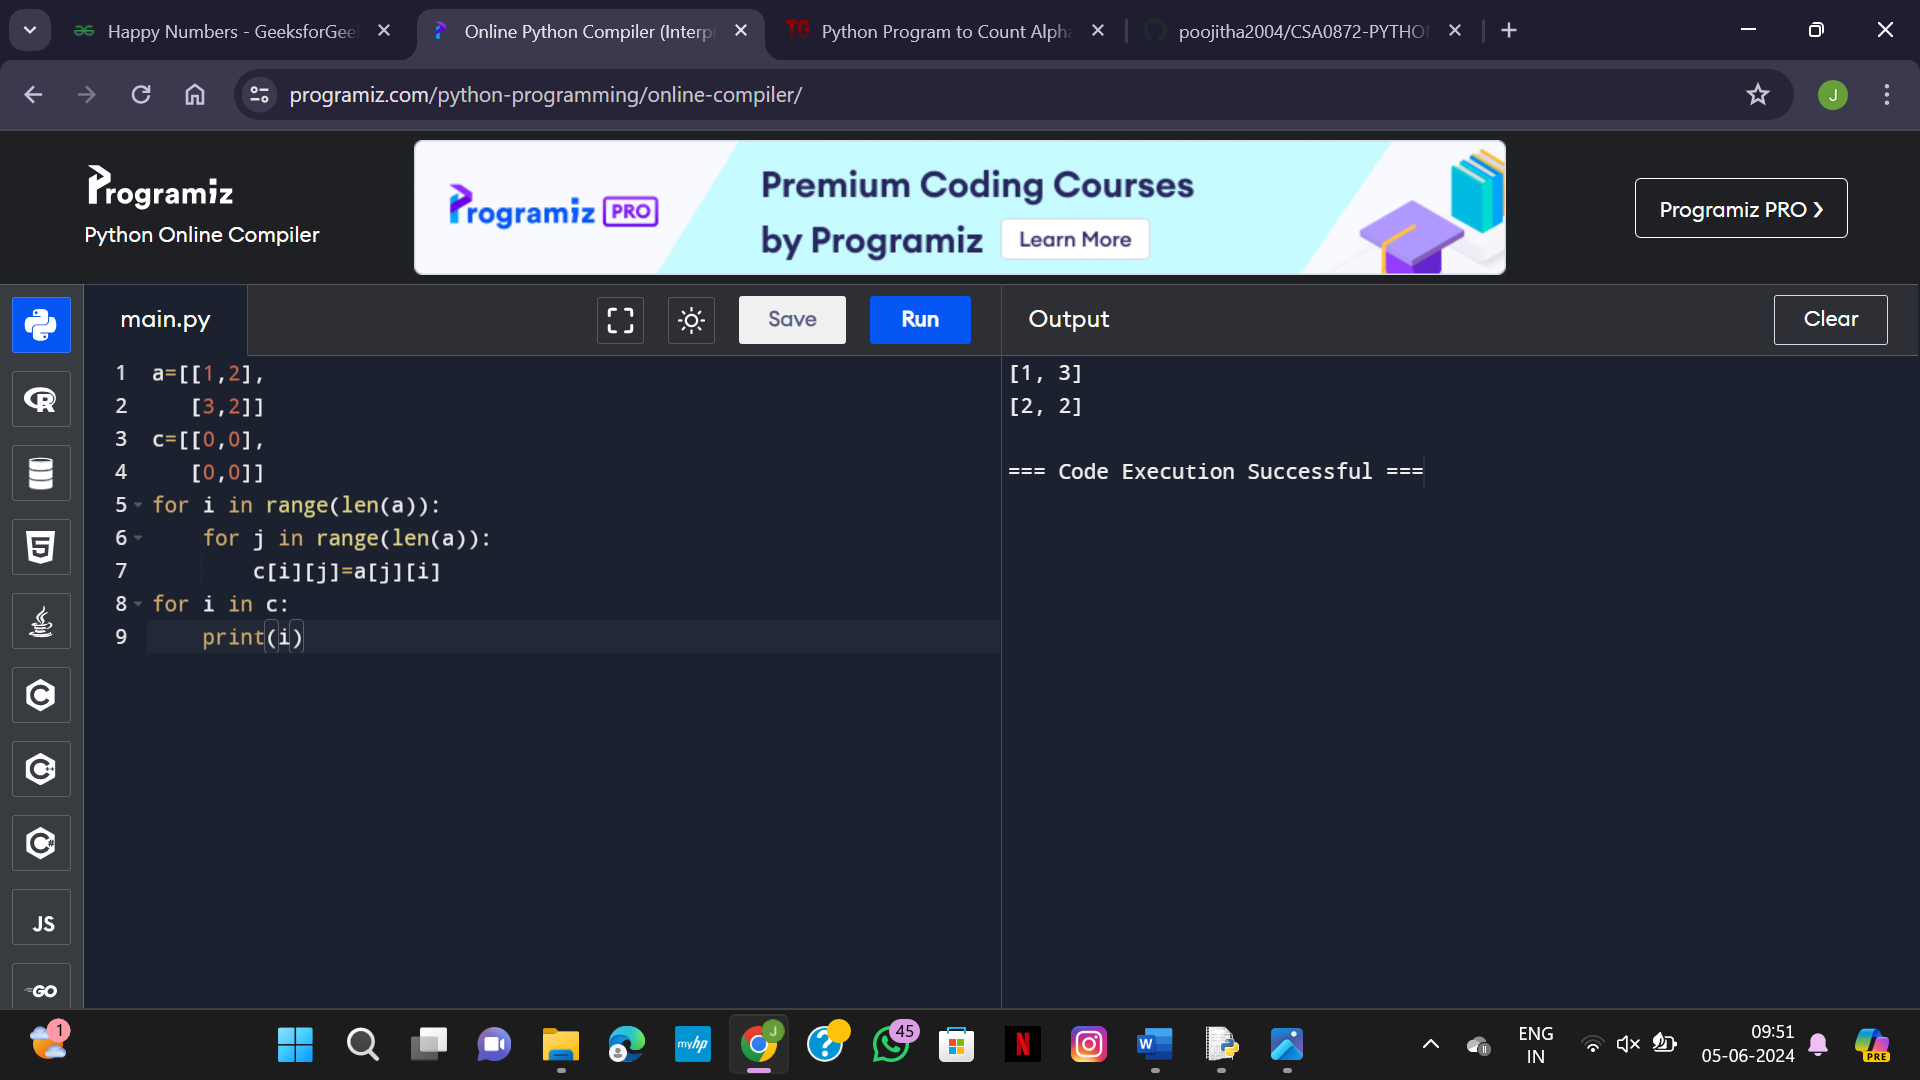 Happy Numbers - GeeksforGee
Online Python Compiler (Interp
TG Python Program to Count Alpha
poojitha2004/CSA0872-PYTHO
programiz.com/python-programming/online-compiler/
J
Programiz
Python Online Compiler
Programiz PRO
Premium Coding Courses
by Programiz
Learn More
Programiz PRO ❯
main.py
Save
Run
Output
Clear
1 a=[[1,2],
2    [3,2]]
3 c=[[0,0],
4    [0,0]]
5 for i in range(len(a)):
6     for j in range(len(a)):
7         c[i][j]=a[j][i]
8 for i in c:
9     print(i)
[1, 3]
[2, 2]
=== Code Execution Successful ===
R
5
C
C++
C#
JS
GO
1
myhp
J
?
45
N
W
ENG
IN
09:51
05-06-2024
PRE